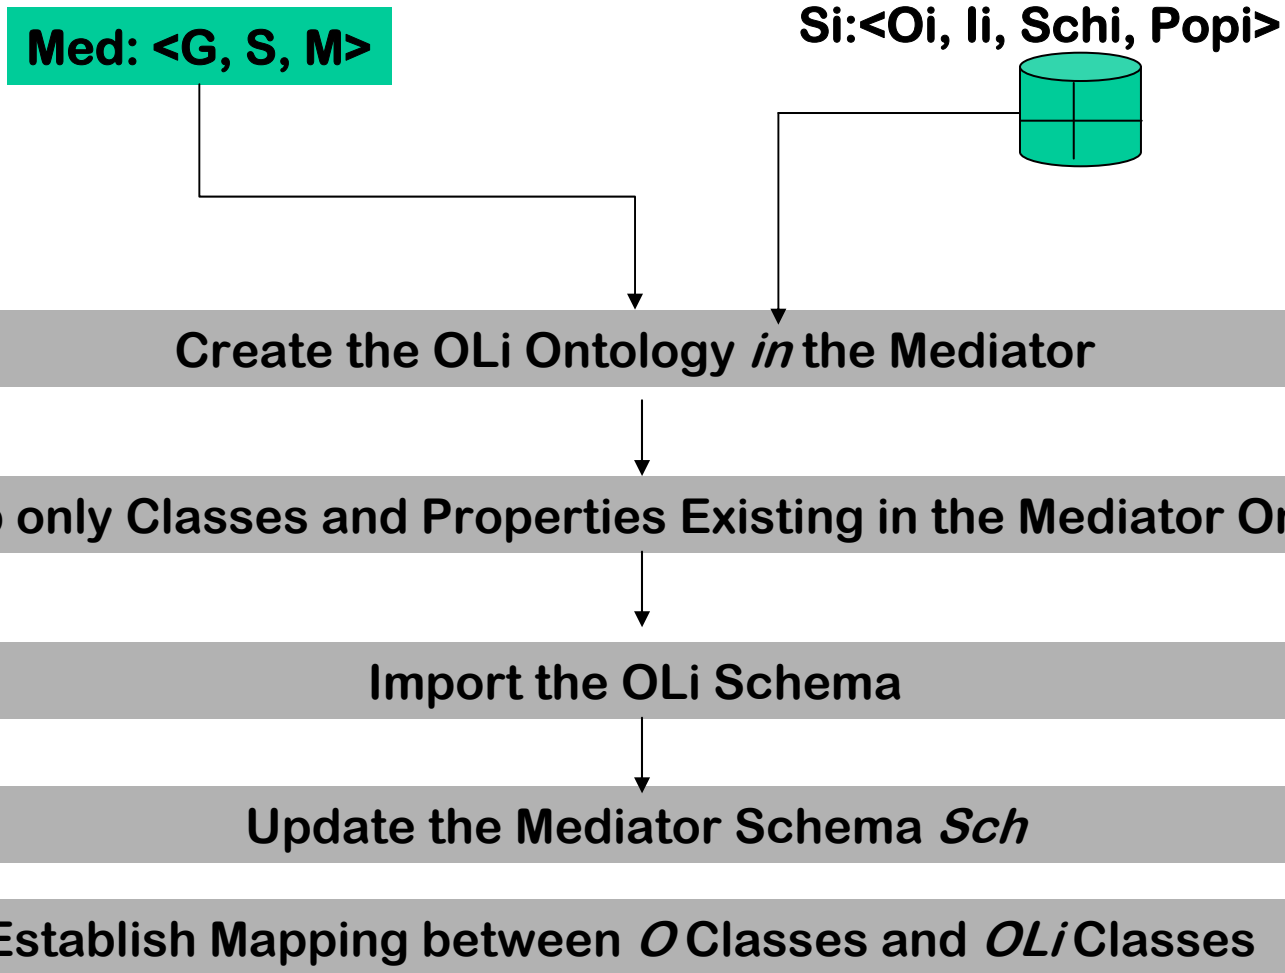 Med: <G, S, M>
Si:<Oi, Ii, Schi, Popi>
Create the OLi Ontology in the Mediator
only Classes and Properties Existing in the Mediator
Import the OLi Schema
Update the Mediator Schema Sch
Establish Mapping between O Classes and OLi Classes